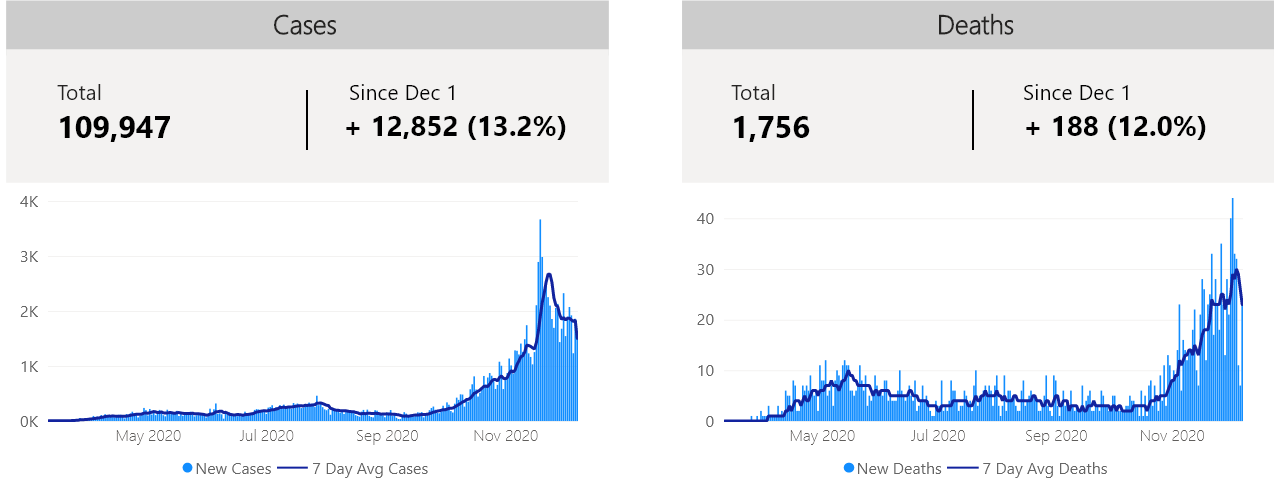 Cases
Total
109,947
Since Dec 1
+ 12,852 (13.2%)
4K
3K
2K
1K
0K
May 2020 Jul 2020 Sep 2020 Nov 2020
New Cases 7 Day Avg Cases
Deaths
Total
1,756
Since Dec 1
+ 188 (12.0%)
40
30
20
10
0
May 2020 Jul 2020 Sep 2020 Nov 2020
New Deaths 7 Day Avg Deaths